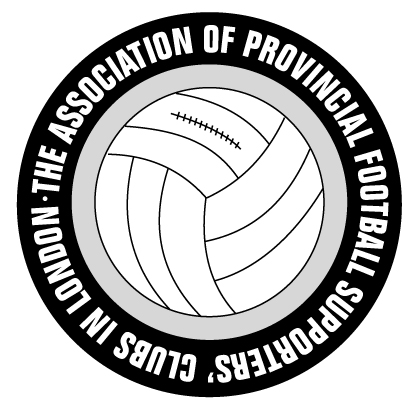 THE ASSOCIATION OF PROVINCIAL FOOTBALL SUPPORTERS' CLUBS IN LONDON ·